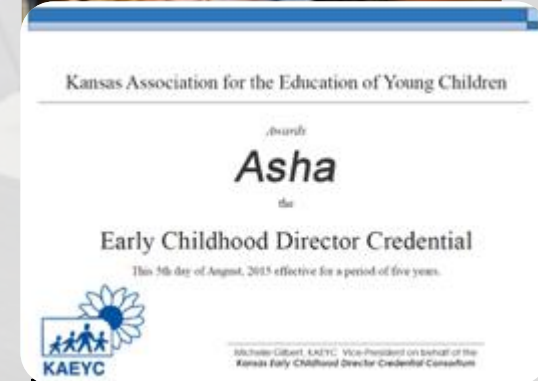 Kansas Association for the Education of Young Children
Awards
Asha
the
Early Childhood Director Credential
This 5th day of August, 2015 effective for a period of five years.
KAEYC
Michele Gilbert, KAEYC Vice-President on behalf of the
Kansas Early Childhood Director Credential Consortium